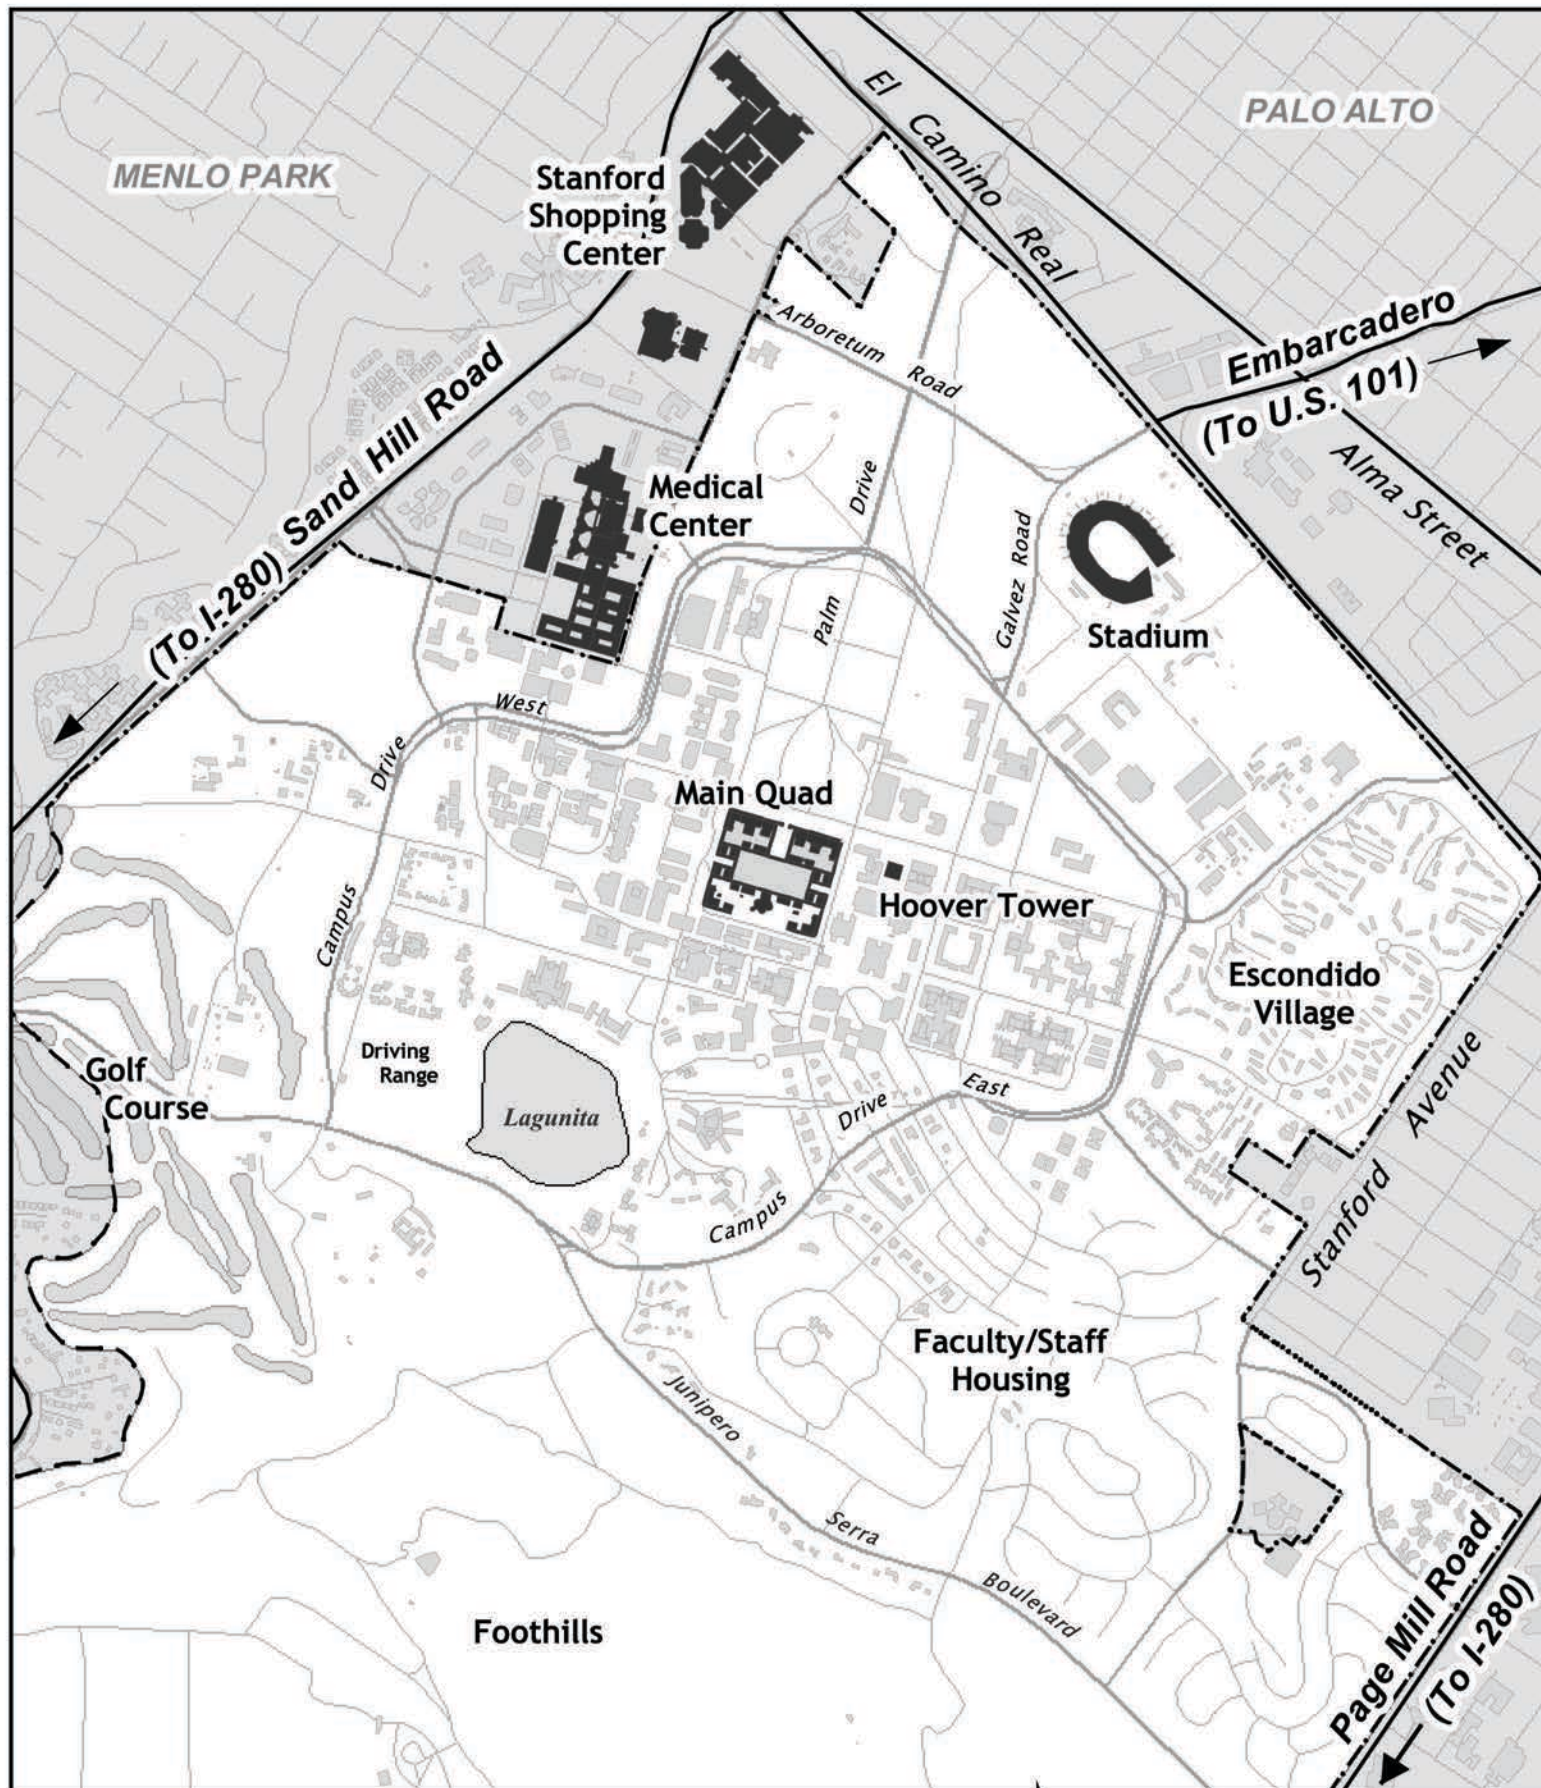 El
Camino
Real
PALO ALTO
MENLO PARK
Stanford
Shopping
Center
Embarcadero
(To U.S. 101)
Arboretum
Road
Alma Street
(To I-280) Sand Hill Road
Medical
Center
Drive
Palm
Galvez Road
Stadium
West
Drive
Campus
Main Quad
Hoover Tower
Escondido
Village
Golf
Course
Driving
Range
Lagunita
East
Drive
Campus
Stanford
Avenue
Faculty/Staff
Housing
Junipero
Serra
Boulevard
Foothills
Page Mill Road
(To I-280)